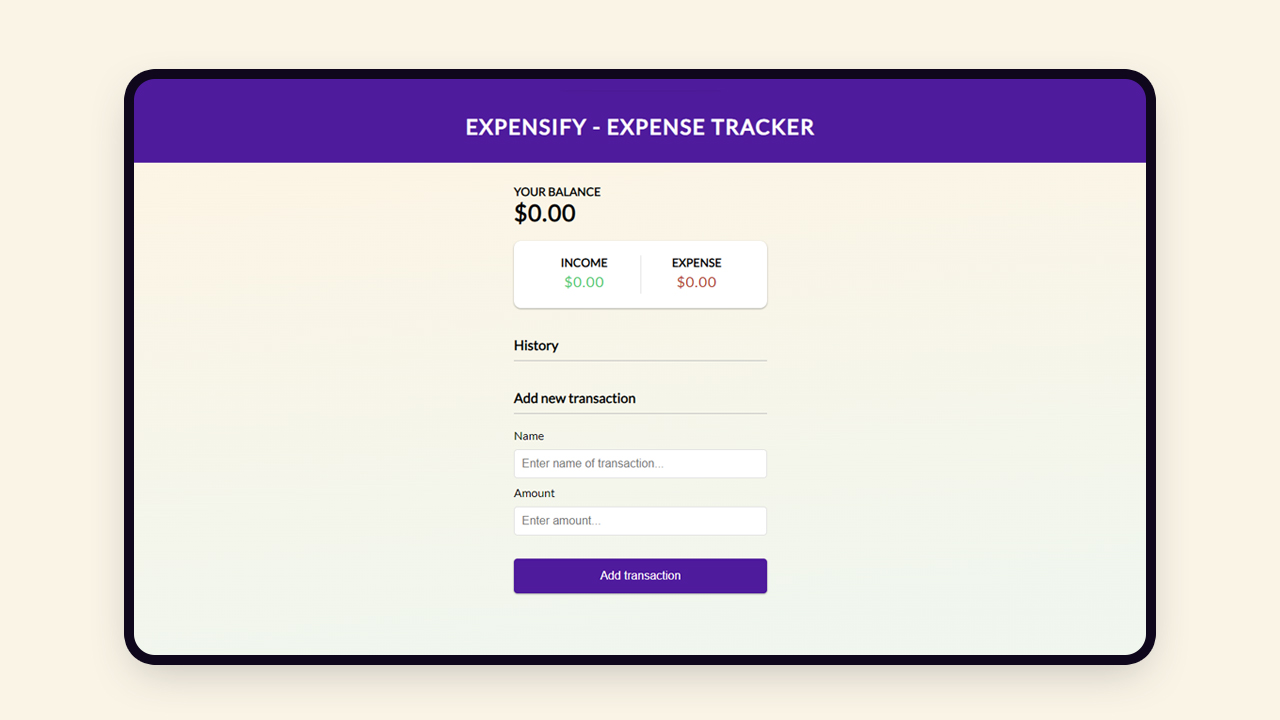 EXPENSIFY - EXPENSE TRACKER
YOUR BALANCE
$0.00
INCOME EXPENSE
$0.00 $0.00
History
Add new transaction
Name
Enter name of transaction...
Amount
Enter amount...
Add transaction